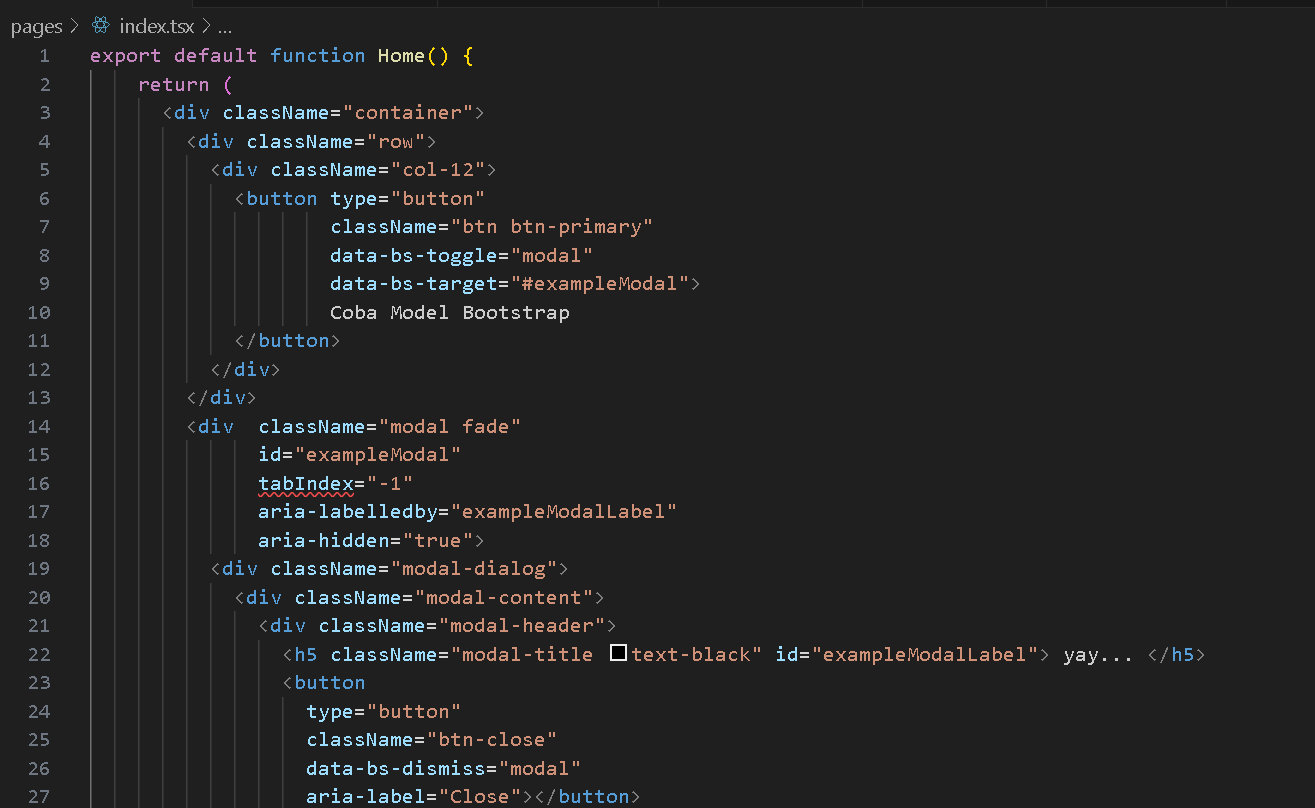 pages > index.tsx > ...
1 export default function Home() {
2 return (
3 <div className="container">
4 <div className="row">
5 <div className="col-12">
6 <button type="button"
7 className="btn btn-primary"
8 data-bs-toggle="modal"
9 data-bs-target="#exampleModal">
10 Coba Model Bootstrap
11 </button>
12 </div>
13 </div>
14 <div  className="modal fade"
15 id="exampleModal"
16 tabIndex="-1"
17 aria-labelledby="exampleModalLabel"
18 aria-hidden="true">
19 <div className="modal-dialog">
20 <div className="modal-content">
21 <div className="modal-header">
22 <h5 className="modal-title text-black" id="exampleModalLabel"> yay... </h5>
23 <button
24 type="button"
25 className="btn-close"
26 data-bs-dismiss="modal"
27 aria-label="Close"></button>